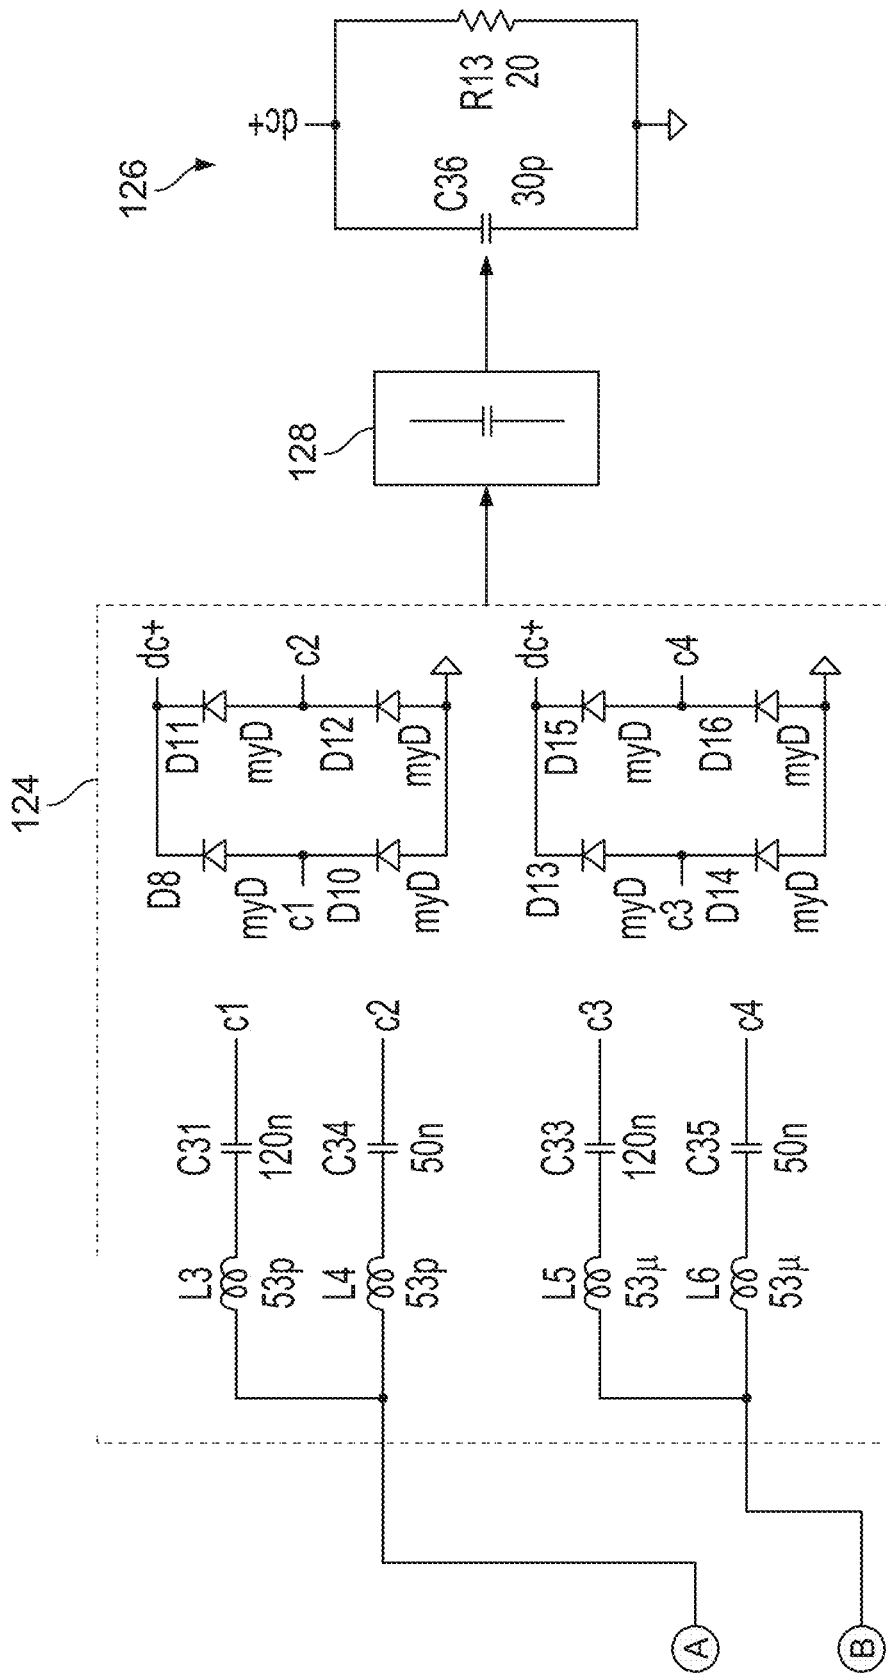 126
dc+
R13
20
C36
30p
128
124
dc+
D11
myD
c2
D12
myD
D8
myD
c1
D10
myD
dc+
D15
myD
c4
D16
myD
D13
myD
c3
D14
myD
c1
C31
120n
L3
53p
c2
C34
50n
L4
53p
c3
C33
120n
L5
53μ
c4
C35
50n
L6
53μ
A
B